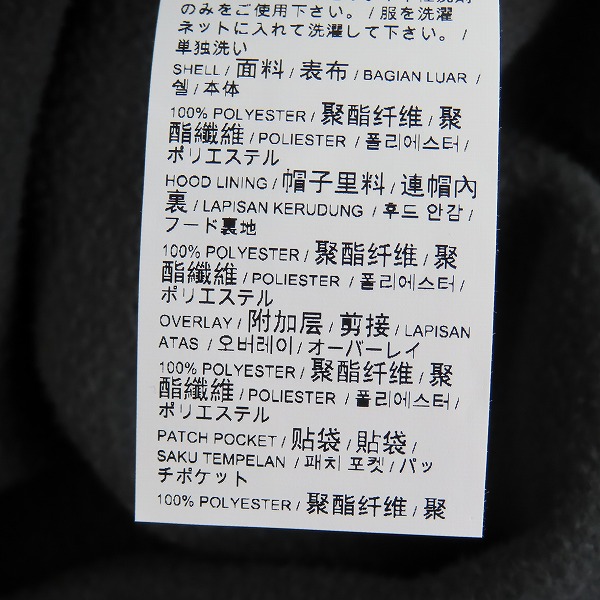 のみをご使用下さい。/ 服を洗濯
ネットに入れて洗濯して下さい。/
単独洗い
SHELL / 面料 / 表布 / BAGIAN LUAR /
쉘 / 本体
100% POLYESTER / 聚酯纤维 / 聚
酯纖維 / POLIESTER / 폴리에스터 /
ポリエステル
HOOD LINING / 帽子里料 / 連帽內
裏 / LAPISAN KERUDUNG / 후드 안감 /
フード裏地
100% POLYESTER / 聚酯纤维 / 聚
酯纖維 / POLIESTER / 폴리에스터 /
ポリエステル
OVERLAY / 附加层 / 剪接 / LAPISAN
ATAS / 오버레이 / オーバーレイ
100% POLYESTER / 聚酯纤维 / 聚
酯纖維 / POLIESTER / 폴리에스터 /
ポリエステル
PATCH POCKET / 贴袋 / 貼袋 /
SAKU TEMPELAN / 패치 포켓 / パッ
チポケット
100% POLYESTER / 聚酯纤维 / 聚